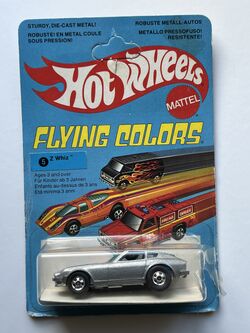 STURDY, DIE-CAST METAL!
ROBUSTE METALL-AUTOS
ROBUSTE! EN METAL COULE SOUS PRESSION!
METALLO PRESSOFUSO!
RESISTENTE!
Hot Wheels
MATTEL
FLYING COLORS
5 Z Whiz
Ages 3 and over
Für Kinder ab 3 Jahren
Enfants au-dessus de 3 ans
Età minima 3 anni